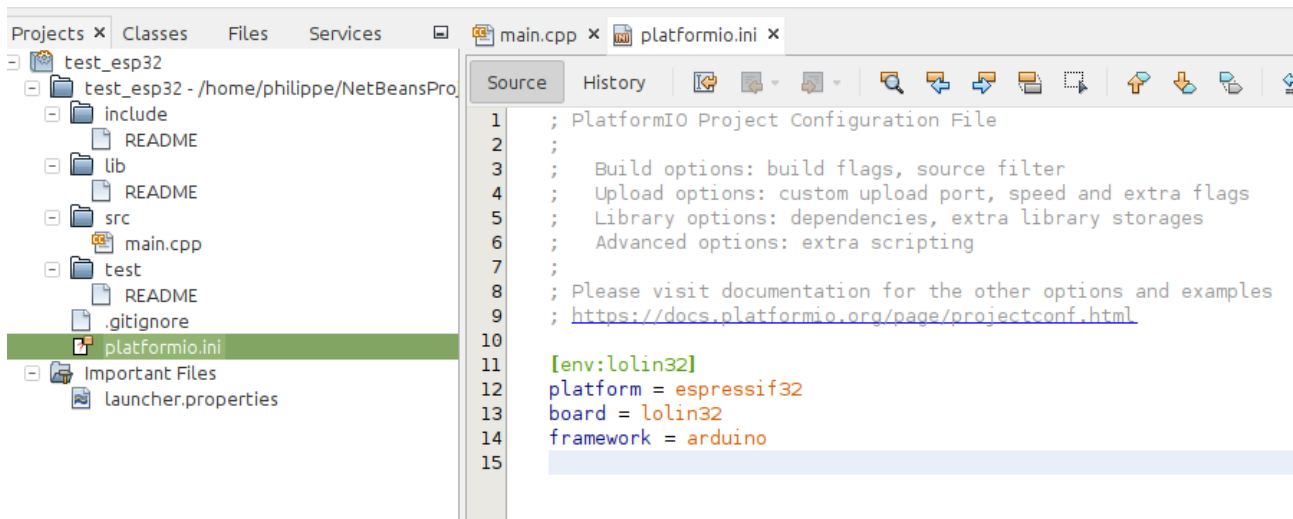 Projects Classes Files Services
test_esp32
test_esp32 - /home/philippe/NetBeansPro
include
README
lib
README
src
main.cpp
test
README
.gitignore
platformio.ini
Important Files
launcher.properties
main.cpp platformio.ini
Source History
1 ; PlatformIO Project Configuration File
2 ;
3 ;   Build options: build flags, source filter
4 ;   Upload options: custom upload port, speed and extra flags
5 ;   Library options: dependencies, extra library storages
6 ;   Advanced options: extra scripting
7 ;
8 ; Please visit documentation for the other options and examples
9 ; https://docs.platformio.org/page/projectconf.html
10
11 [env:lolin32]
12 platform = espressif32
13 board = lolin32
14 framework = arduino
15